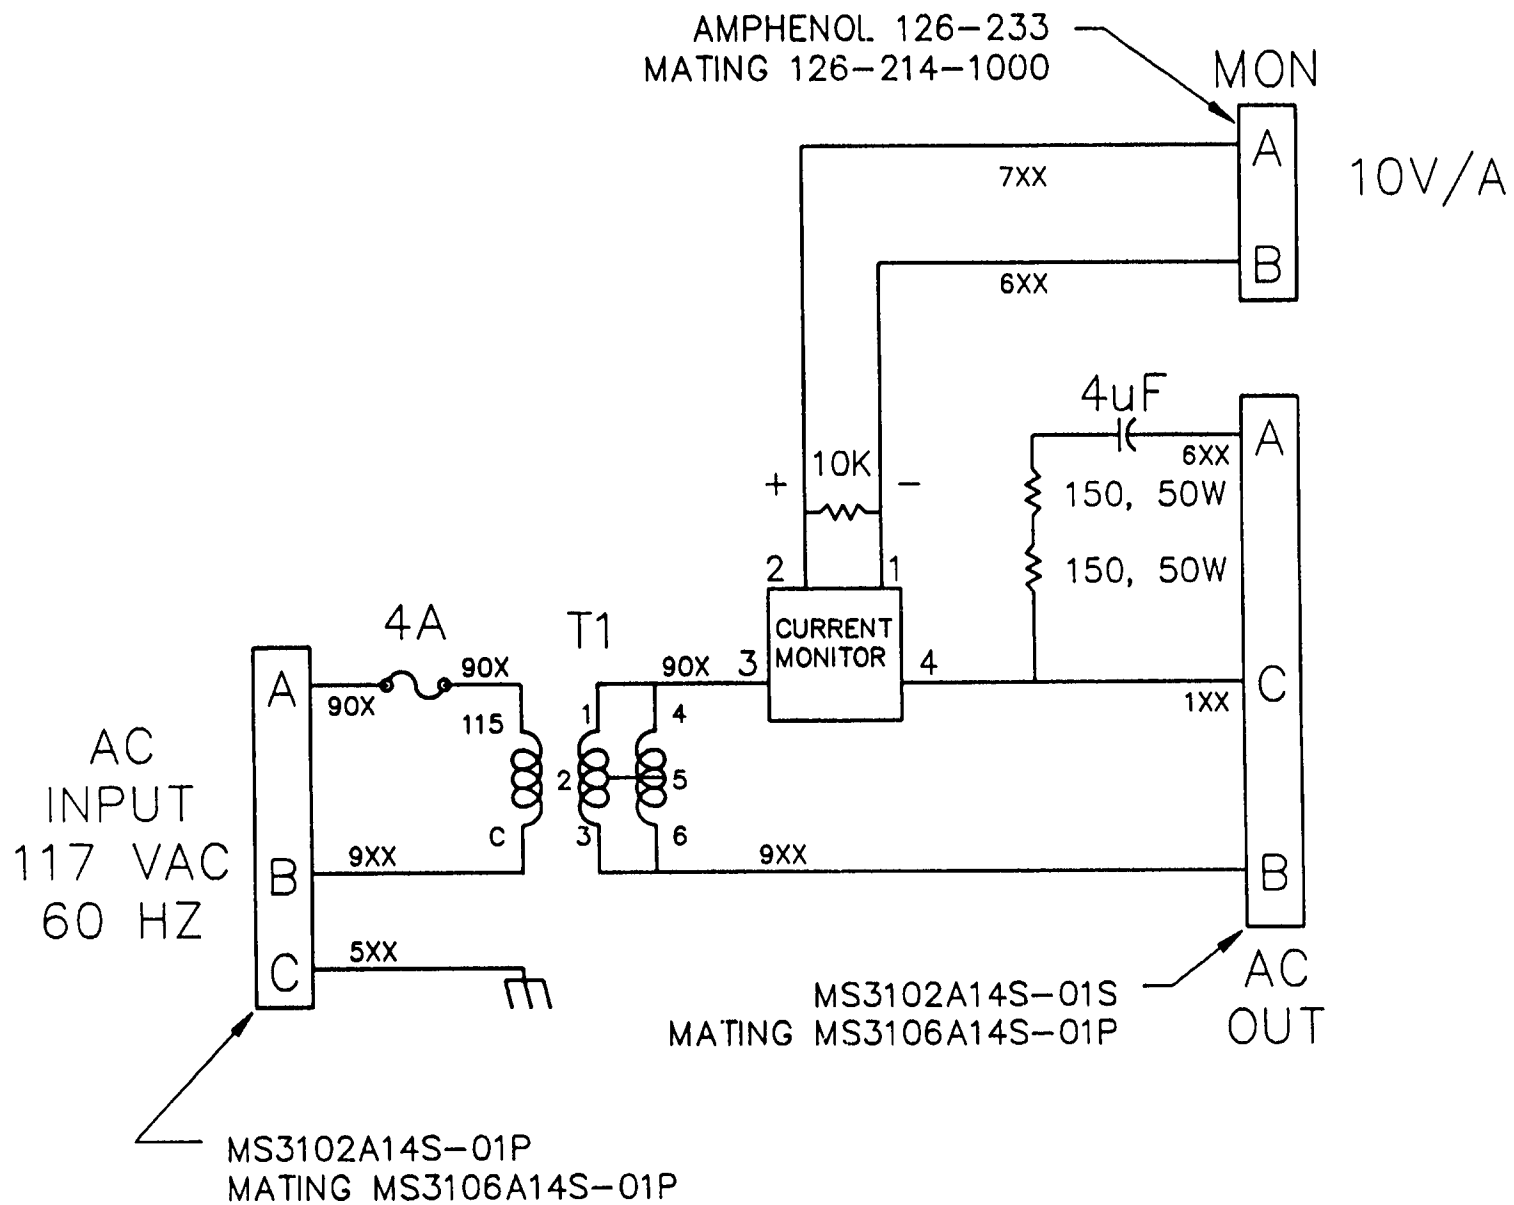 AMPHENOL 126-233
MATING 126-214-1000
MON
A
7XX
10V/A
B
6XX
4uF
A
6XX
10K
+
-
150, 50W
150, 50W
2
1
CURRENT
MONITOR
3
4
4A
T1
90X
90X
A
90X
C
1XX
115
1
4
AC
INPUT
117 VAC
60 HZ
2
5
C
3
6
9XX
B
9XX
B
5XX
C
AC
OUT
MS3102A14S-01S
MATING MS3106A14S-01P
MS3102A14S-01P
MATING MS3106A14S-01P